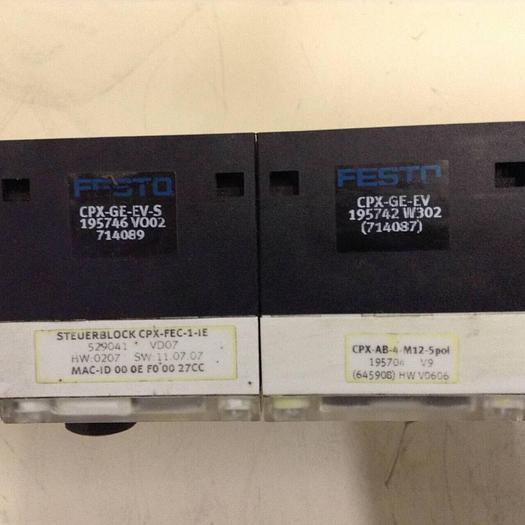 FESTO
CPX-GE-EV-S
195746 VO02
714089
FESTO
CPX-GE-EV
195742 W302
(714087)
STEUERBLOCK CPX-FEC-1-IE
529041 VD07
HW:0207 SW:11.07.07
MAC-ID 00 0E F0 00 27CC
CPX-AB-4-M12-5pol
195704 V9
(645908) HW V0606